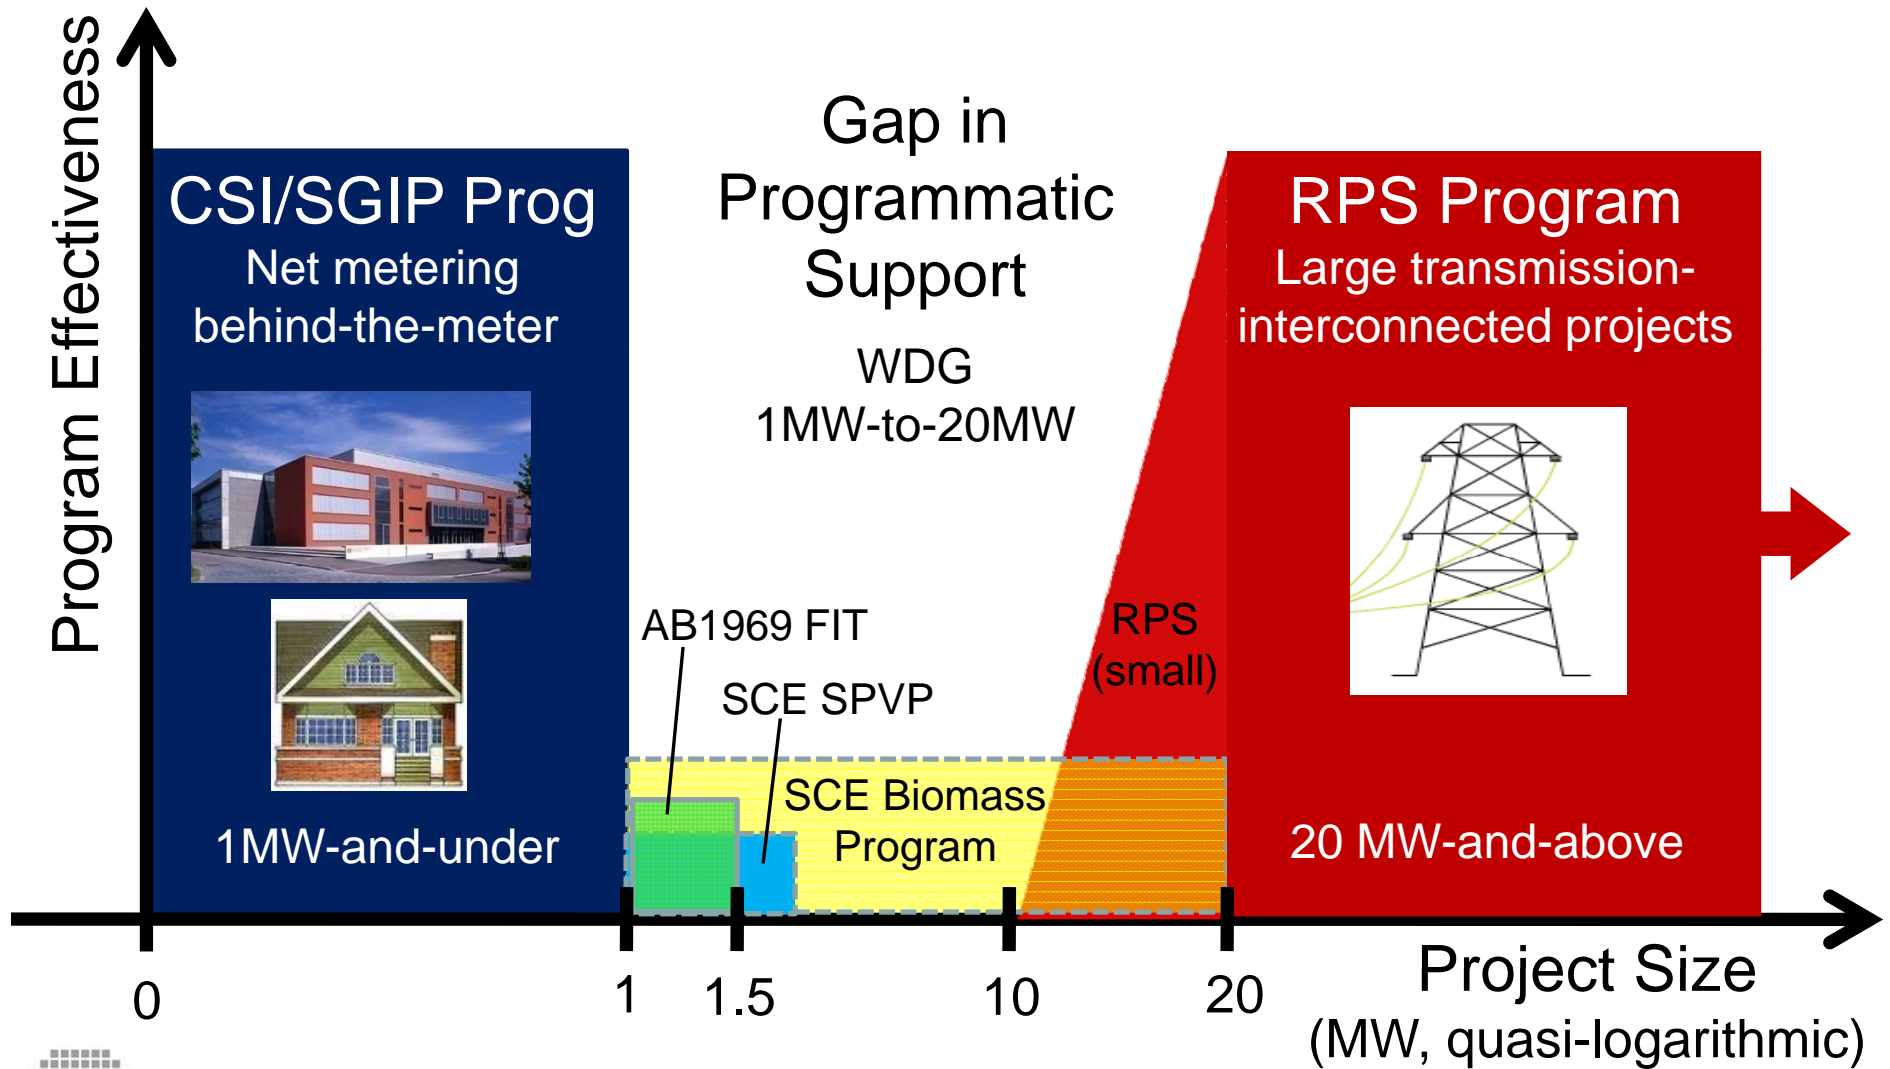 Program Effectiveness
CSI/SGIP Prog
Net metering
behind-the-meter
1MW-and-under
Gap in
Programmatic
Support
WDG
1MW-to-20MW
AB1969 FIT
SCE SPVP
SCE Biomass
Program
RPS
(small)
RPS Program
Large transmission-
interconnected projects
20 MW-and-above
0
1
1.5
10
20
Project Size
(MW, quasi-logarithmic)